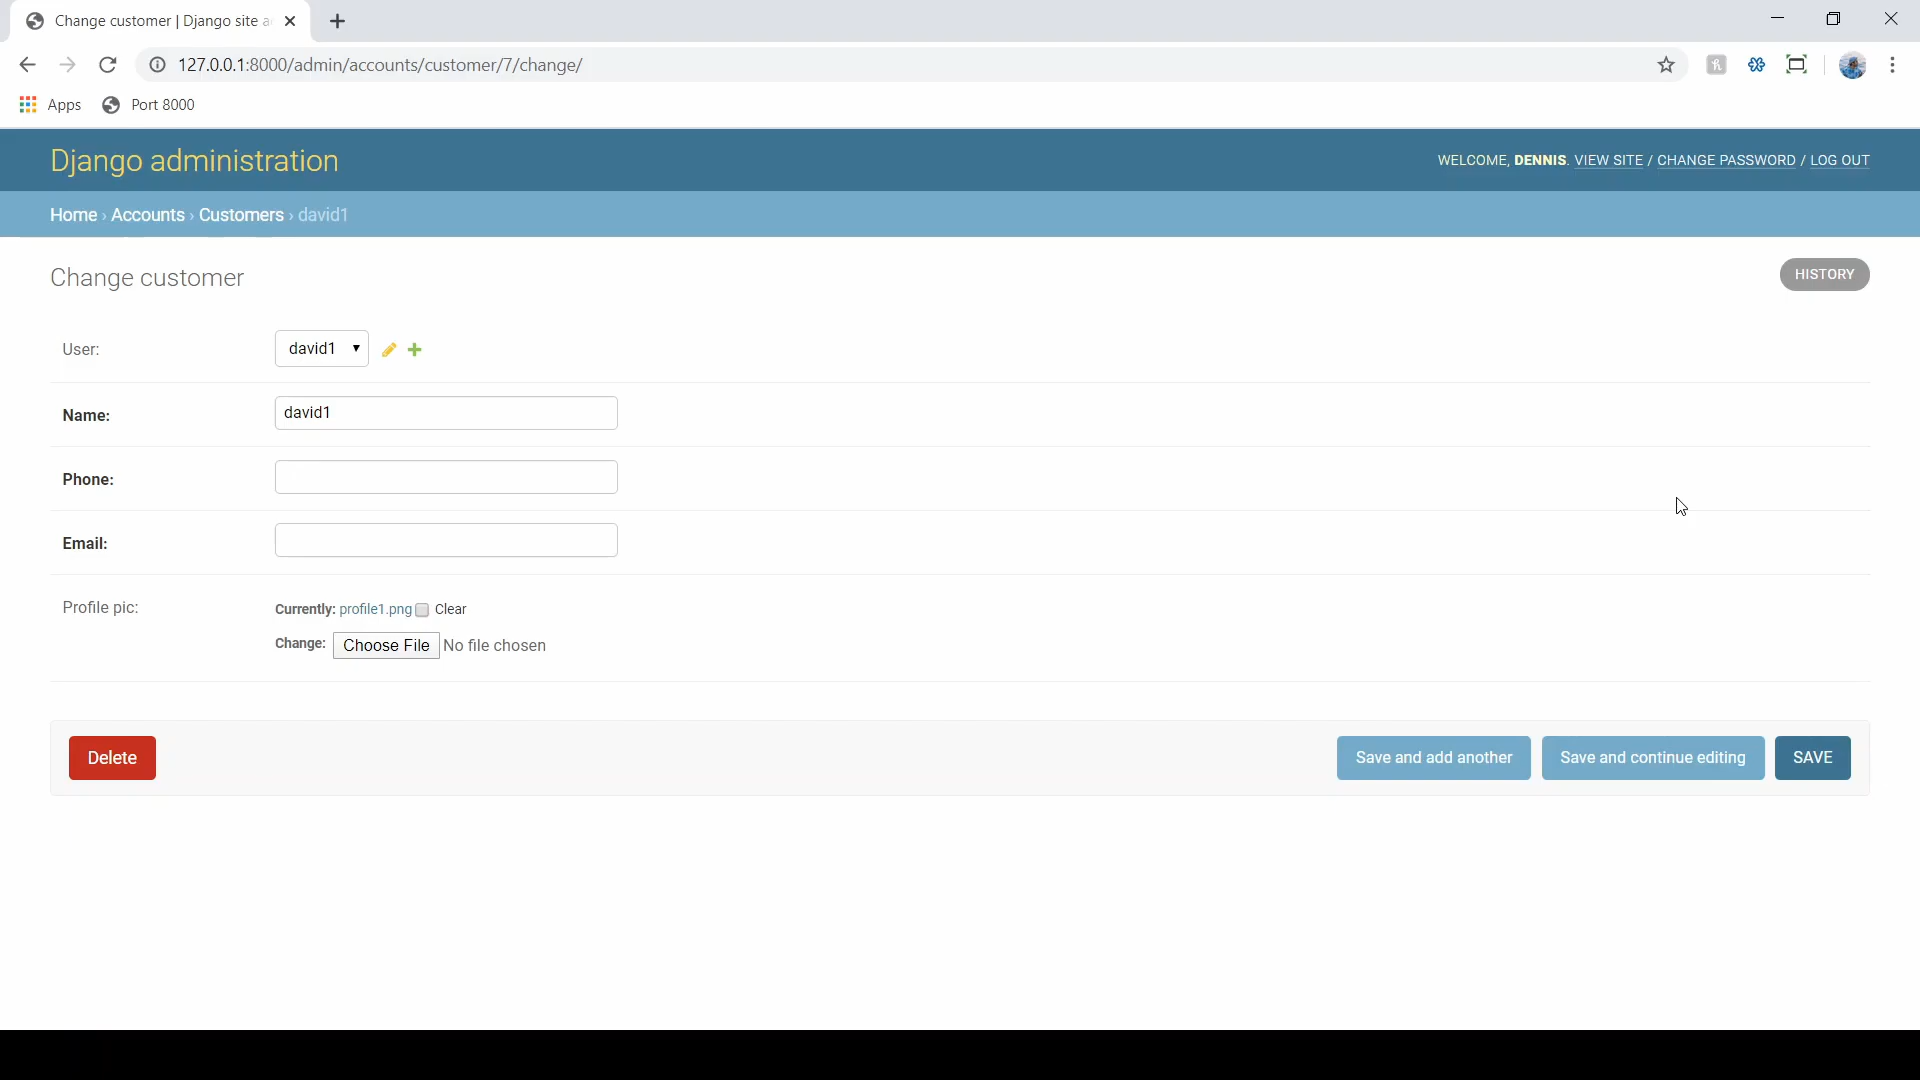 Change customer | Django site a
127.0.0.1:8000/admin/accounts/customer/7/change/
Apps
Port 8000
Django administration
WELCOME, DENNIS. VIEW SITE / CHANGE PASSWORD / LOG OUT
Home › Accounts › Customers › david1
Change customer
HISTORY
User:
david1
Name:
david1
Phone:
Email:
Profile pic:
Currently: profile1.png Clear
Change: Choose File No file chosen
Delete
Save and add another
Save and continue editing
SAVE